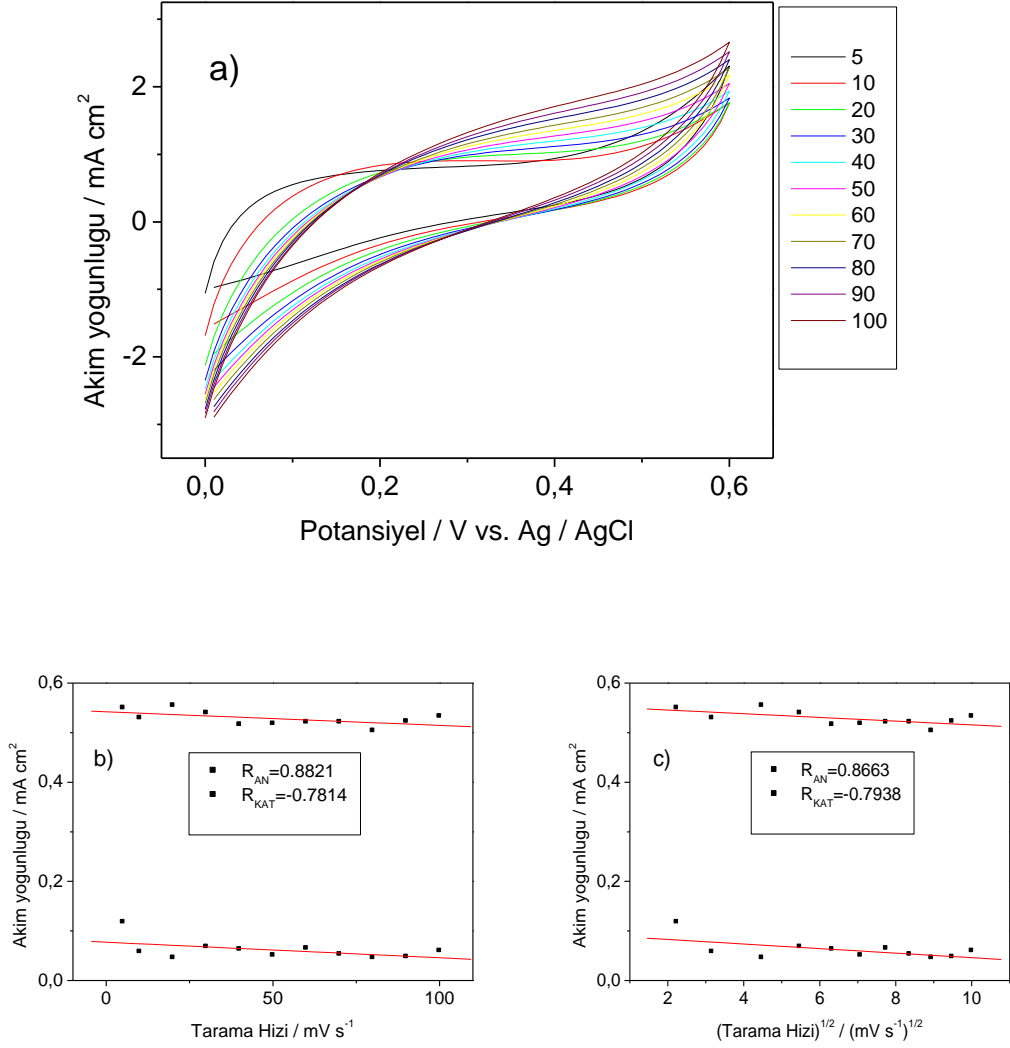 a)
Akim yogunlugu / mA cm²
2
0
-2
0,0 0,2 0,4 0,6
Potansiyel / V vs. Ag / AgCl
5
10
20
30
40
50
60
70
80
90
100
b)
Akim yogunlugu / mA cm²
0,6
0,4
0,2
0,0
R_AN=0.8821
R_KAT=-0.7814
0 50 100
Tarama Hizi / mV s⁻¹
c)
Akim yogunlugu / mA cm²
0,6
0,4
0,2
0,0
R_AN=0.8663
R_KAT=-0.7938
2 4 6 8 10
(Tarama Hizi)^1/2 / (mV s⁻¹)^1/2